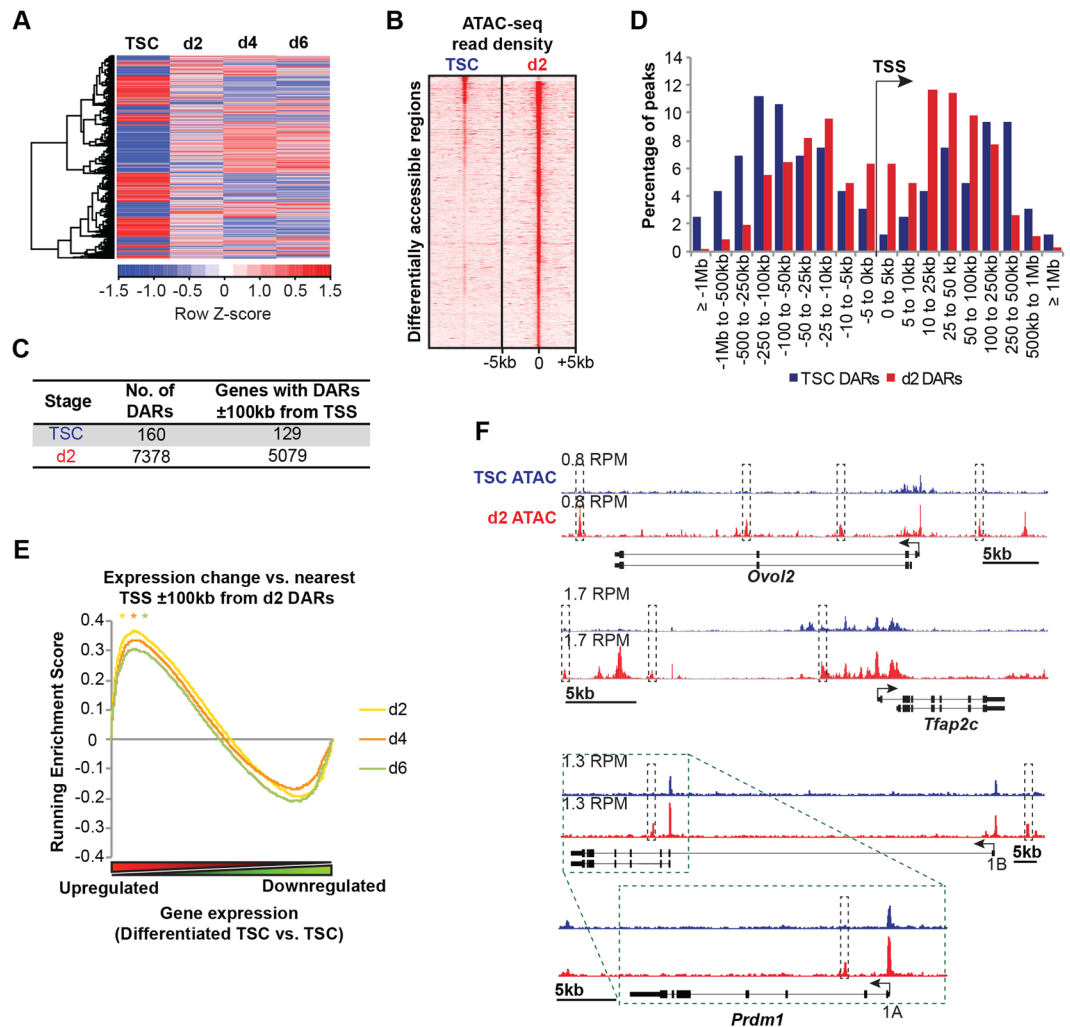 A
TSC d2 d4 d6
-1.5 -1.0 -0.5 0 0.5 1.0 1.5
Row Z-score
B
ATAC-seq
read density
TSC d2
Differentially accessible regions
-5kb 0 +5kb
C
Stage No. of DARs Genes with DARs ±100kb from TSS
TSC 160 129
d2 7378 5079
D
Percentage of peaks
14
12
10
8
6
4
2
0
TSS
≥ -1Mb
-1Mb to -500kb
-500 to -250kb
-250 to -100kb
-100 to -50kb
-50 to -25kb
-25 to -10kb
-10 to -5kb
-5 to 0kb
0 to 5kb
5 to 10kb
10 to 25kb
25 to 50 kb
50 to 100kb
100 to 250kb
250 to 500kb
500kb to 1Mb
≥ 1Mb
TSC DARs d2 DARs
E
Expression change vs. nearest
TSS ±100kb from d2 DARs
* * *
Running Enrichment Score
0.4
0.3
0.2
0.1
0
-0.1
-0.2
-0.3
-0.4
d2
d4
d6
Upregulated Downregulated
Gene expression
(Differentiated TSC vs. TSC)
F
0.8 RPM
TSC ATAC
0.8 RPM
d2 ATAC
5kb
Ovol2
1.7 RPM
1.7 RPM
5kb
Tfap2c
1.3 RPM
1.3 RPM
1B
5kb
5kb
1A
Prdm1